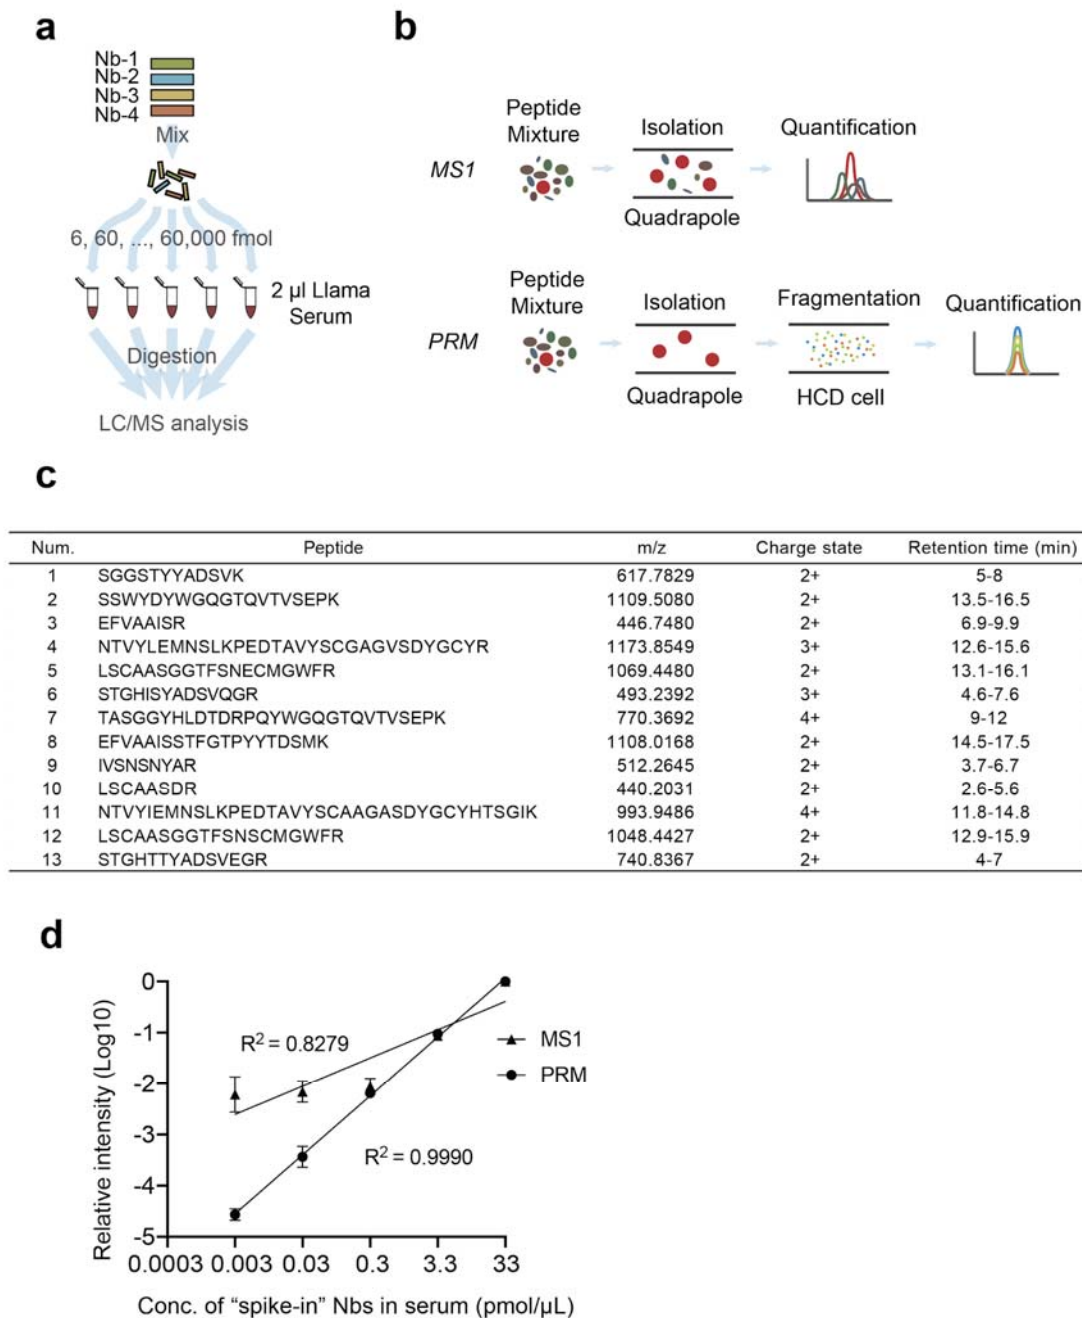 a
Nb-1
Nb-2
Nb-3
Nb-4
Mix
6, 60, ..., 60,000 fmol
2 µl Llama
Serum
Digestion
LC/MS analysis
b
MS1
Peptide
Mixture
Isolation
Quadrapole
Quantification
PRM
Peptide
Mixture
Isolation
Quadrapole
Fragmentation
HCD cell
Quantification
c
Num. Peptide m/z Charge state Retention time (min)
1 SGGSTYYADSVK 617.7829 2+ 5-8
2 SSWYDYWGQGTQVTVSEPK 1109.5080 2+ 13.5-16.5
3 EFVAAISR 446.7480 2+ 6.9-9.9
4 NTVYLEMNSLKPEDTAVYSCGAGVSDYGCYR 1173.8549 3+ 12.6-15.6
5 LSCAASGGTFSNECMGWFR 1069.4480 2+ 13.1-16.1
6 STGHISYADSVQGR 493.2392 3+ 4.6-7.6
7 TASGGYHLDTDRPQYWGQGTQVTVSEPK 770.3692 4+ 9-12
8 EFVAAISSTFGTPYYTDSMK 1108.0168 2+ 14.5-17.5
9 IVSNSNYAR 512.2645 2+ 3.7-6.7
10 LSCAASDR 440.2031 2+ 2.6-5.6
11 NTVYIEMNSLKPEDTAVYSCAAGASDYGCYHTSGIK 993.9486 4+ 11.8-14.8
12 LSCAASGGTFSNSCMGWFR 1048.4427 2+ 12.9-15.9
13 STGHTTYADSVEGR 740.8367 2+ 4-7
d
Relative intensity (Log10)
0
-1
-2
-3
-4
-5
R² = 0.8279
R² = 0.9990
MS1
PRM
0.0003 0.003 0.03 0.3 3.3 33
Conc. of “spike-in” Nbs in serum (pmol/µL)